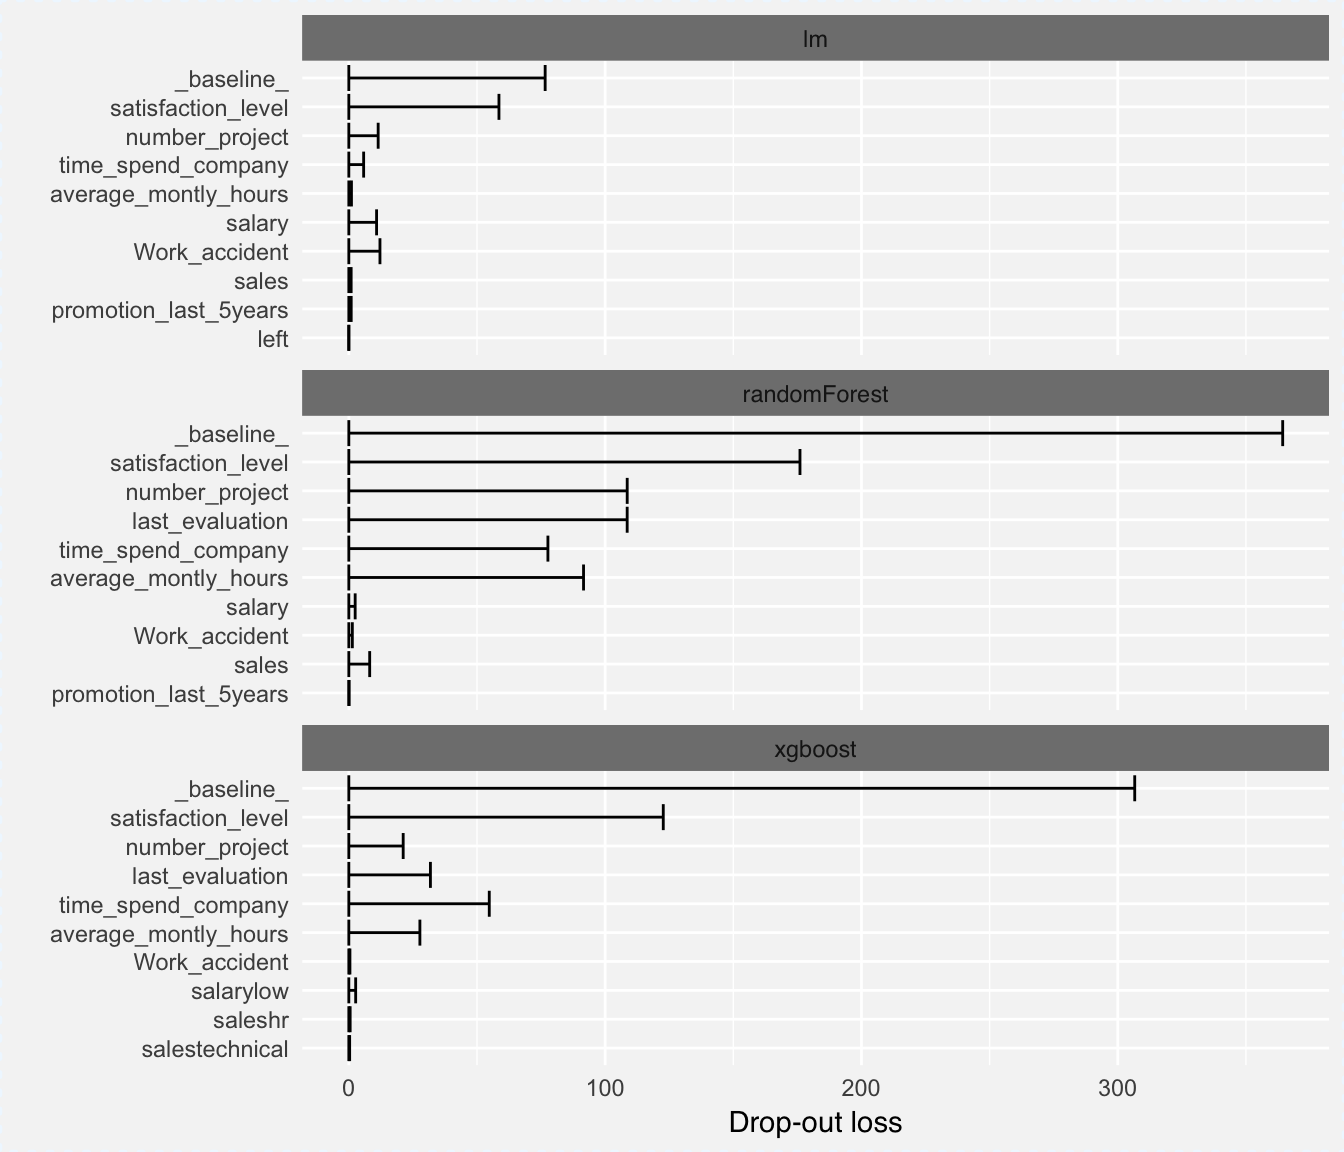 lm
_baseline_
satisfaction_level
number_project
time_spend_company
average_montly_hours
salary
Work_accident
sales
promotion_last_5years
left
randomForest
_baseline_
satisfaction_level
number_project
last_evaluation
time_spend_company
average_montly_hours
salary
Work_accident
sales
promotion_last_5years
xgboost
_baseline_
satisfaction_level
number_project
last_evaluation
time_spend_company
average_montly_hours
Work_accident
salarylow
saleshr
salestechnical
0 100 200 300
Drop-out loss